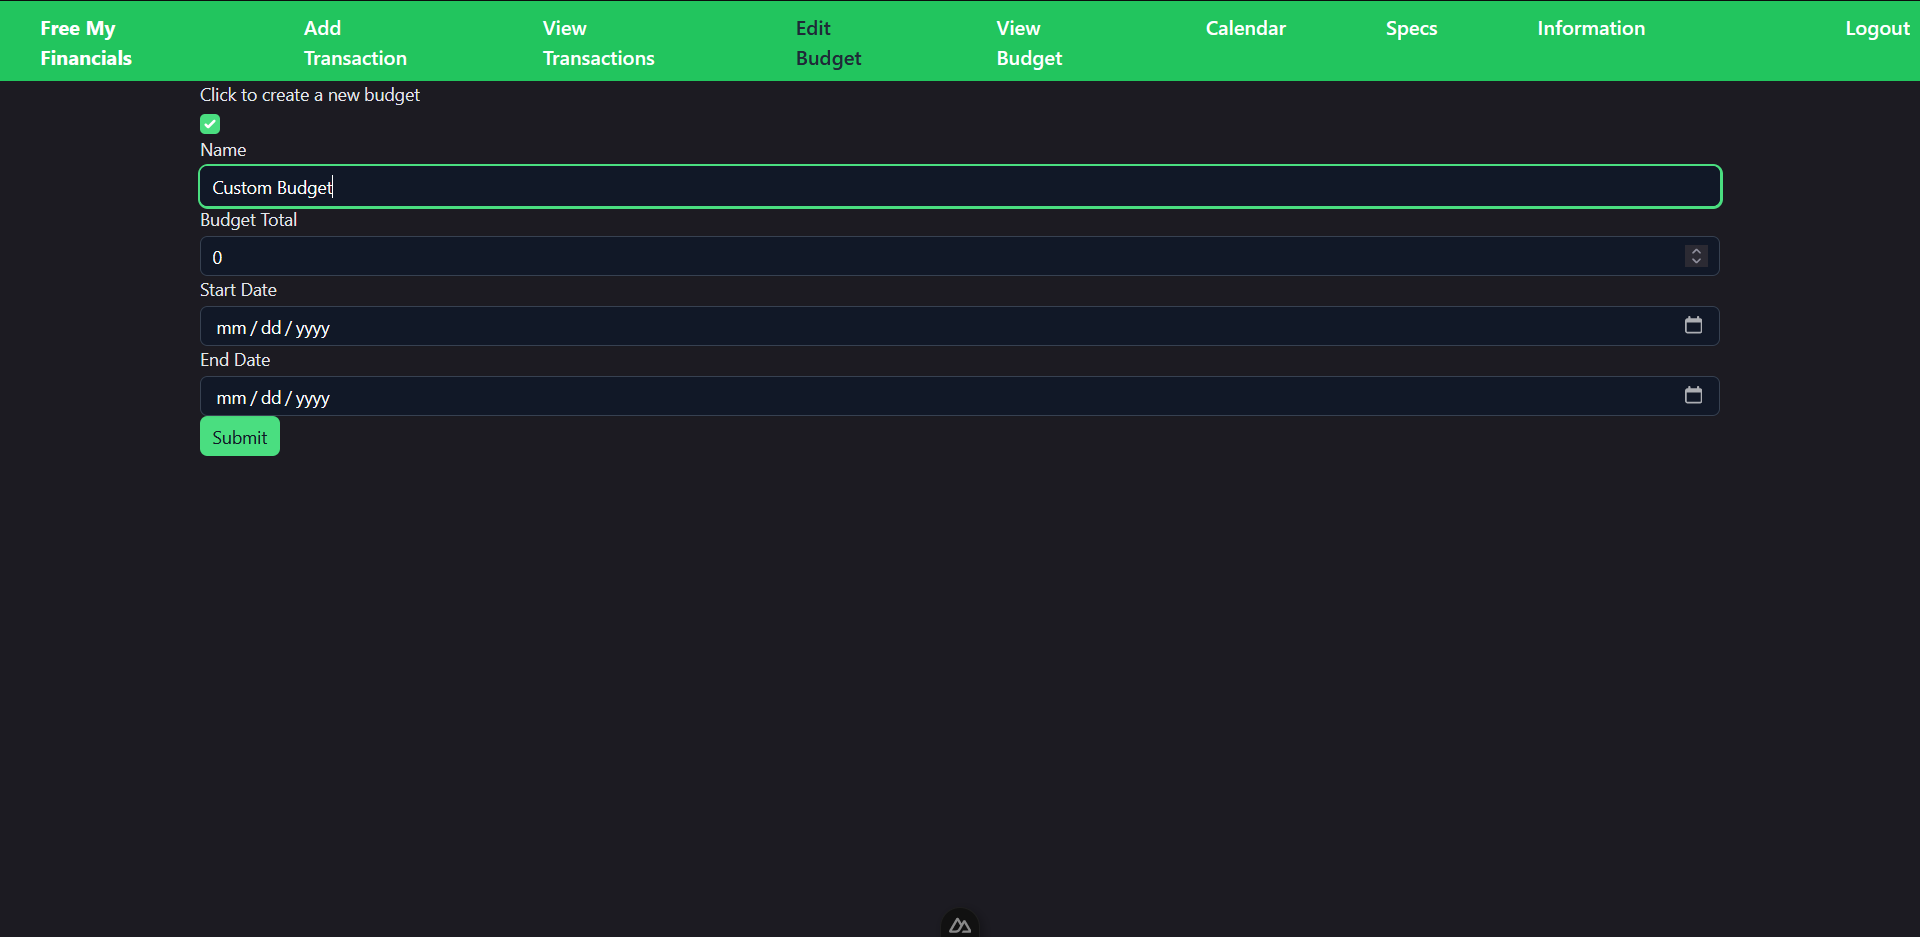 Free My
Financials
Add
Transaction
View
Transactions
Edit
Budget
View
Budget
Calendar
Specs
Information
Logout
Click to create a new budget
Name
Custom Budget
Budget Total
0
Start Date
mm/dd/yyyy
End Date
mm/dd/yyyy
Submit